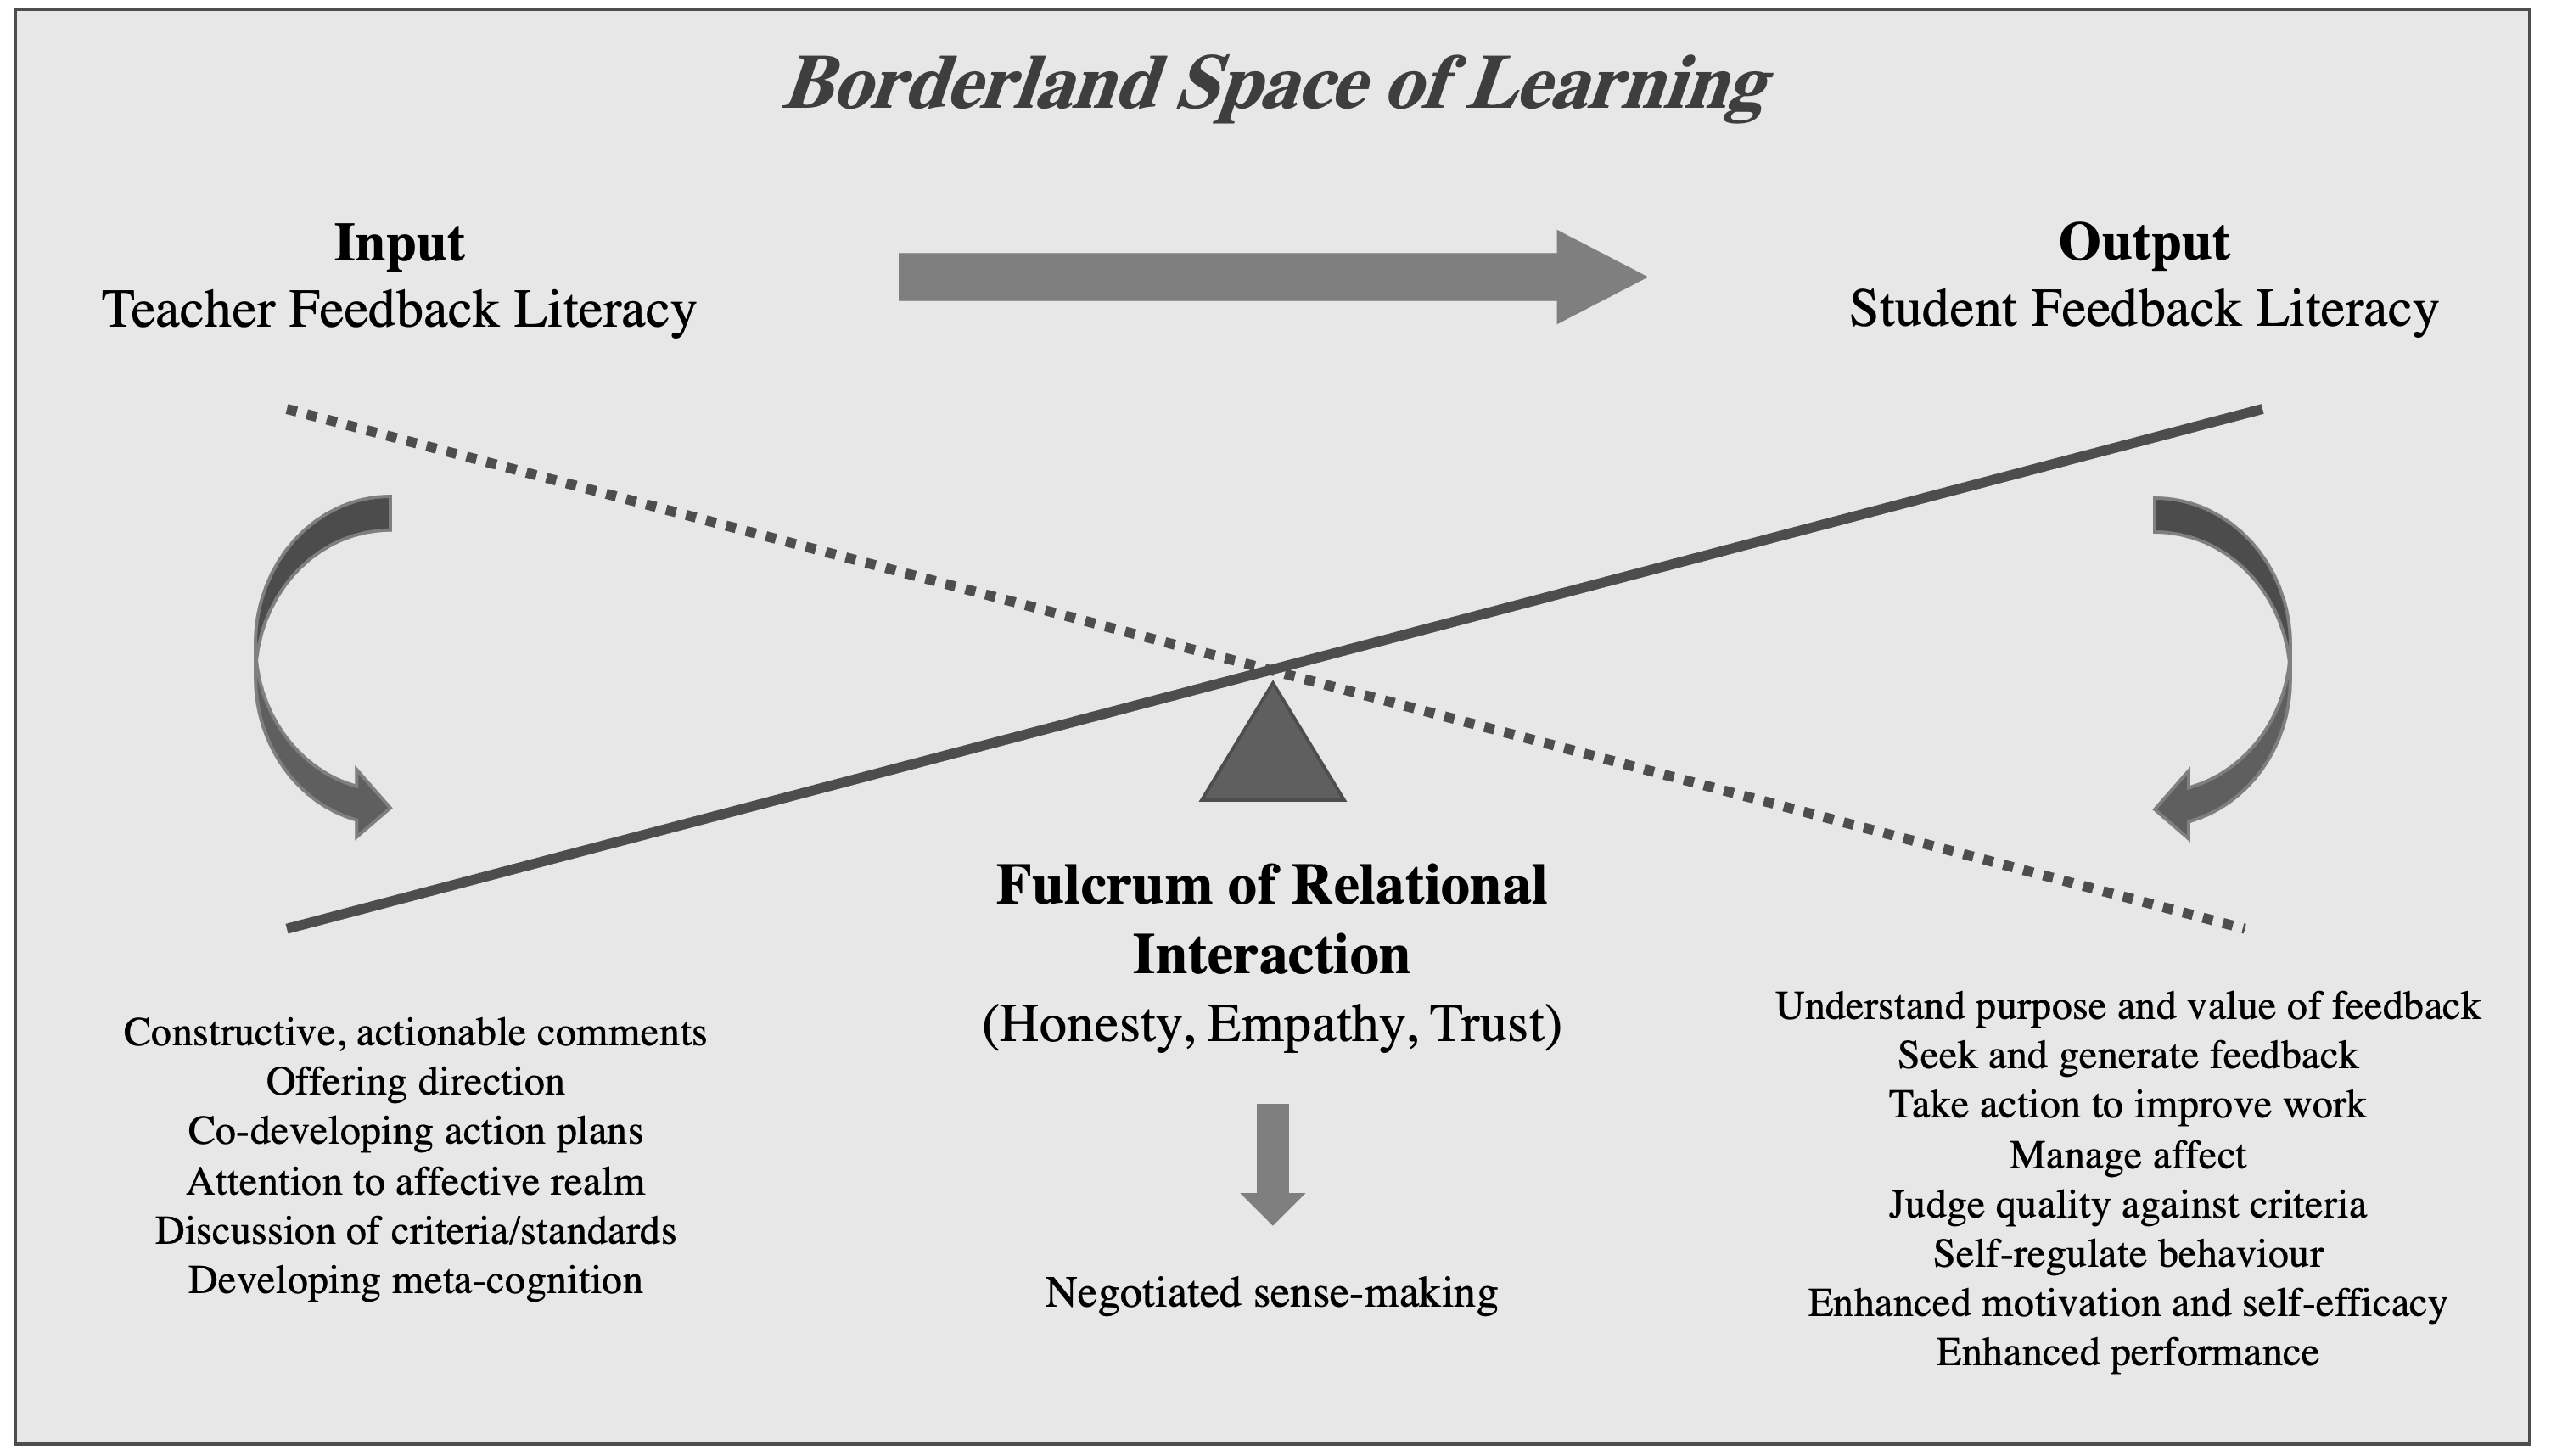 Borderland Space of Learning
Input
Teacher Feedback Literacy
Output
Student Feedback Literacy
Fulcrum of Relational
Interaction
(Honesty, Empathy, Trust)
Negotiated sense-making
Constructive, actionable comments
Offering direction
Co-developing action plans
Attention to affective realm
Discussion of criteria/standards
Developing meta-cognition
Understand purpose and value of feedback
Seek and generate feedback
Take action to improve work
Manage affect
Judge quality against criteria
Self-regulate behaviour
Enhanced motivation and self-efficacy
Enhanced performance